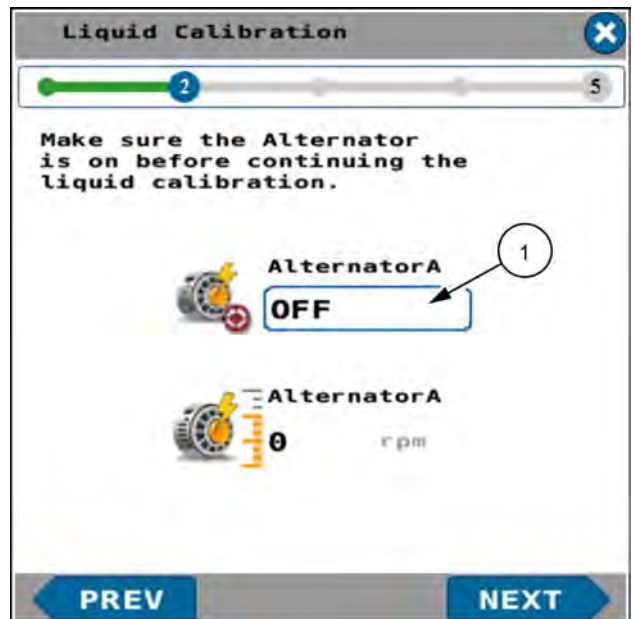 Liquid Calibration
2
5
Make sure the Alternator
is on before continuing the
liquid calibration.
1
AlternatorA
OFF
AlternatorA
0 rpm
PREV
NEXT